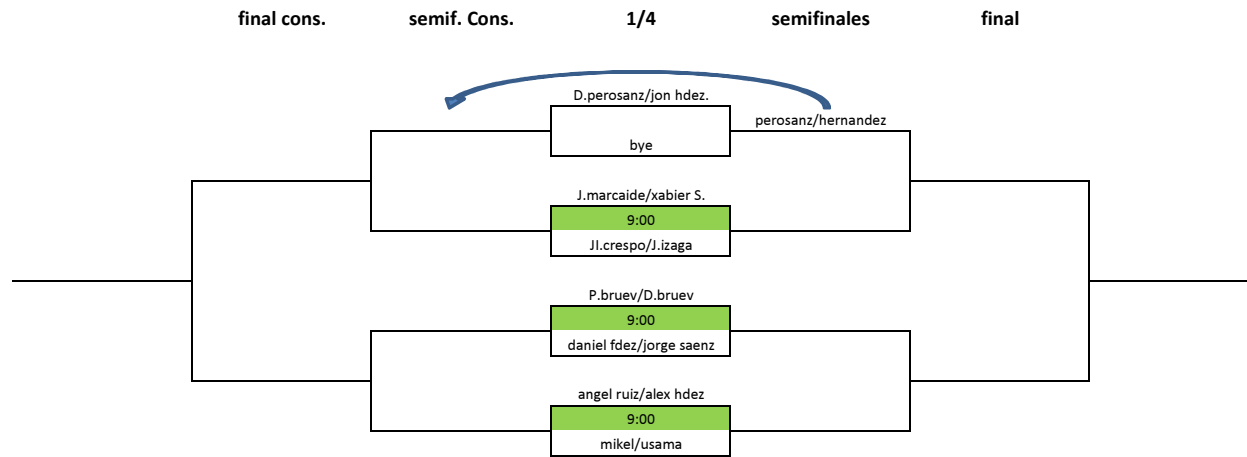 final cons. semif. Cons. 1/4 semifinales final
D.perosanz/jon hdez.
perosanz/hernandez
bye
J.marcaide/xabier S.
9:00
JI.crespo/J.izaga
P.bruev/D.bruev
9:00
daniel fdez/jorge saenz
angel ruiz/alex hdez
9:00
mikel/usama